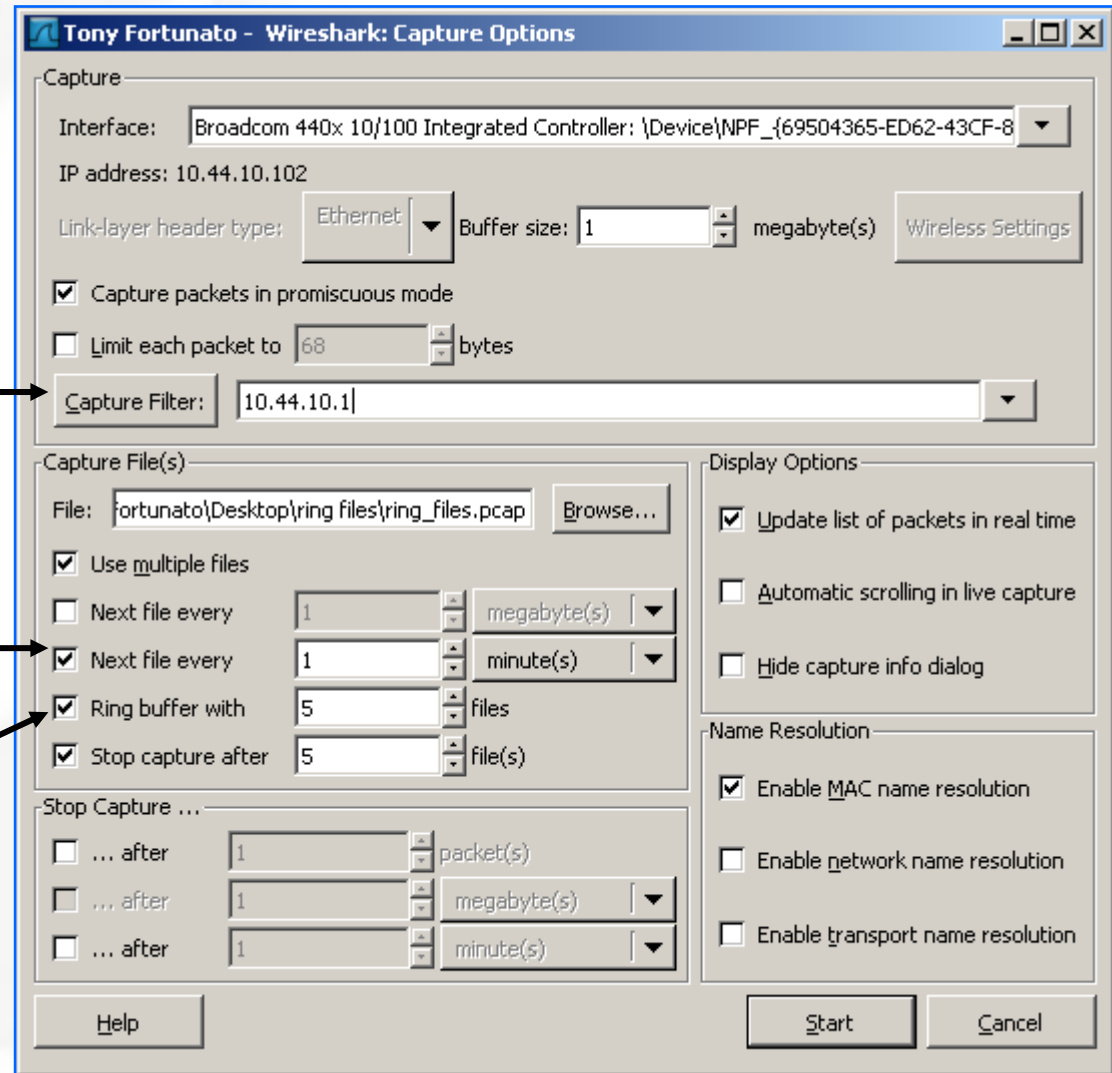 Tony Fortunato - Wireshark: Capture Options
Capture
Interface: Broadcom 440x 10/100 Integrated Controller: \Device\NPF_{69504365-ED62-43CF-8
IP address: 10.44.10.102
Link-layer header type: Ethernet Buffer size: 1 megabyte(s) Wireless Settings
Capture packets in promiscuous mode
Limit each packet to 68 bytes
Capture Filter: 10.44.10.1
Capture File(s)
File: fortunato\Desktop\ring files\ring_files.pcap Browse...
Use multiple files
Next file every 1 megabyte(s)
Next file every 1 minute(s)
Ring buffer with 5 files
Stop capture after 5 file(s)
Stop Capture ...
... after 1 packet(s)
... after 1 megabyte(s)
... after 1 minute(s)
Display Options
Update list of packets in real time
Automatic scrolling in live capture
Hide capture info dialog
Name Resolution
Enable MAC name resolution
Enable network name resolution
Enable transport name resolution
Help Start Cancel